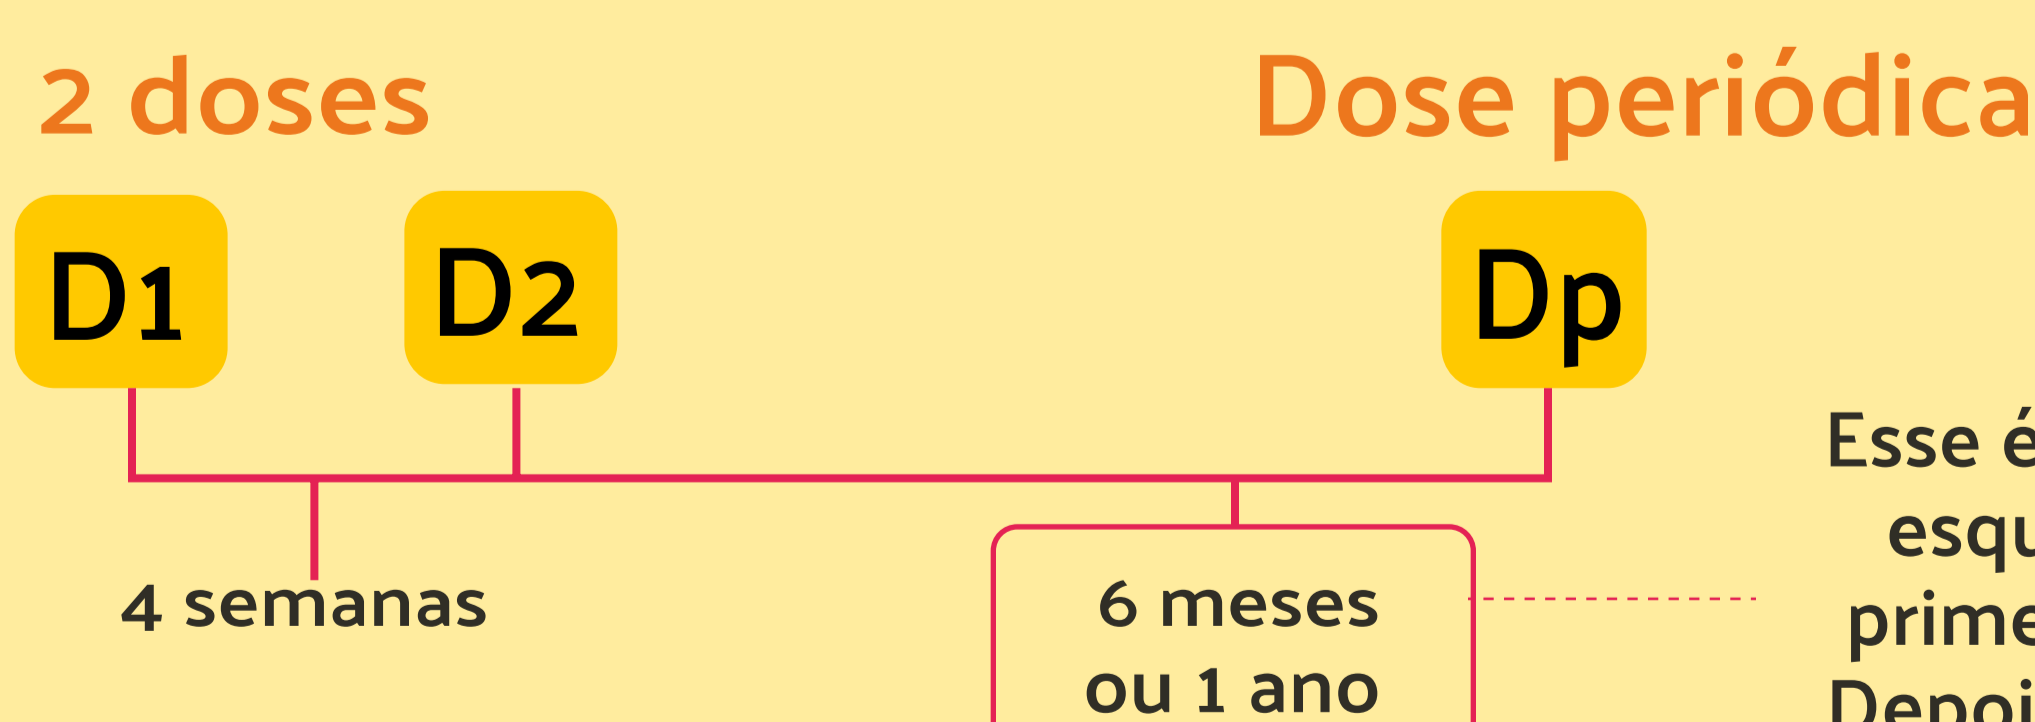 2 doses
Dose periódica
D1
D2
Dp
4 semanas
6 meses
ou 1 ano
Esse é